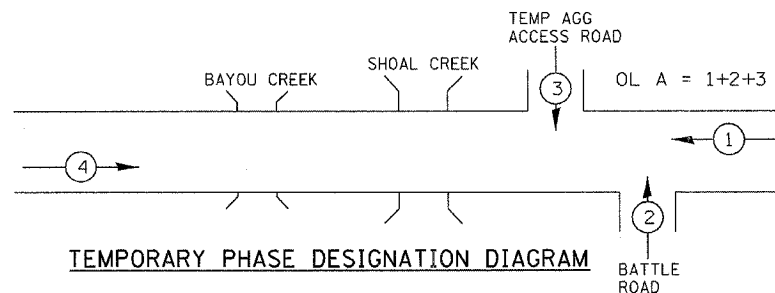 TEMP AGG
ACCESS ROAD
SHOAL CREEK
BAYOU CREEK
3
OL A = 1+2+3
1
4
2
TEMPORARY PHASE DESIGNATION DIAGRAM
BATTLE
ROAD